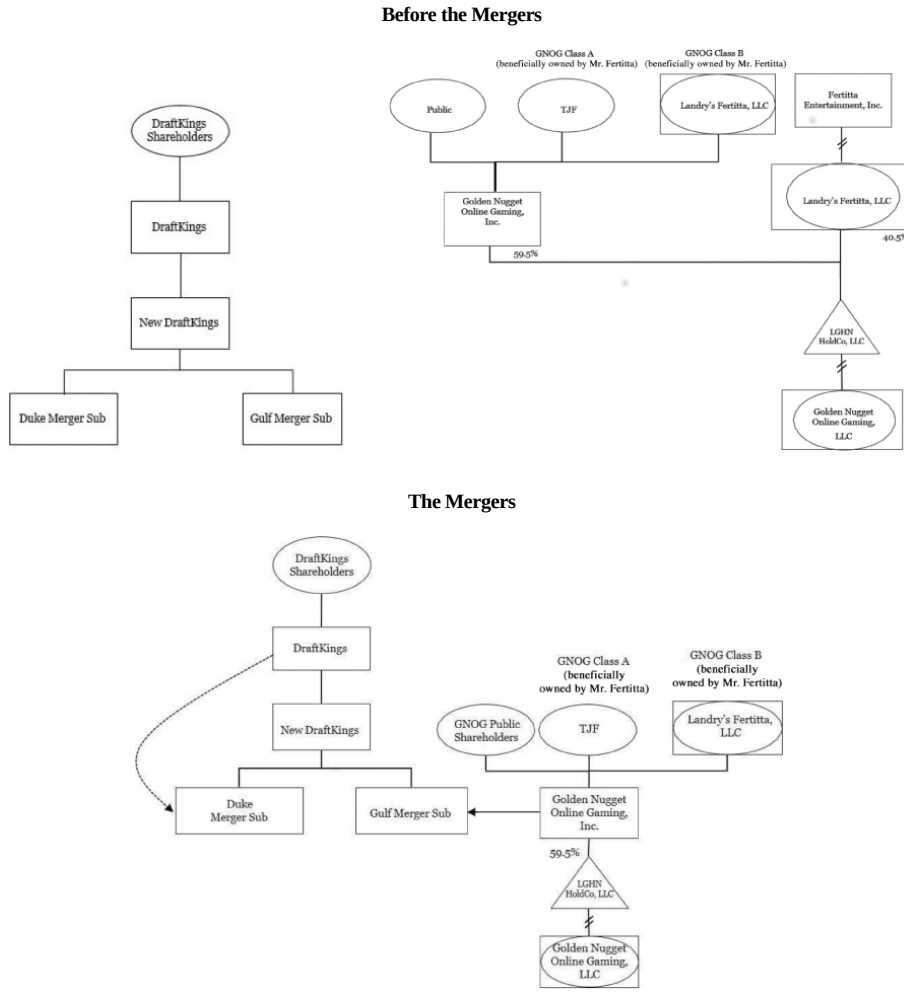 Before the Mergers
GNOG Class A
(beneficially owned by Mr. Fertitta)
GNOG Class B
(beneficially owned by Mr. Fertitta)
DraftKings
Shareholders
Public
TJF
Landry's Fertitta, LLC
Fertitta
Entertainment, Inc.
DraftKings
Golden Nugget
Online Gaming,
Inc.
Landry's Fertitta, LLC
59.5%
40.5%
New DraftKings
LGHN
HoldCo, LLC
Duke Merger Sub
Gulf Merger Sub
Golden Nugget
Online Gaming,
LLC
The Mergers
DraftKings
Shareholders
DraftKings
GNOG Class A
(beneficially
owned by Mr. Fertitta)
GNOG Class B
(beneficially
owned by Mr. Fertitta)
New DraftKings
GNOG Public
Shareholders
TJF
Landry's Fertitta,
LLC
Duke
Merger Sub
Gulf Merger Sub
Golden Nugget
Online Gaming,
Inc.
59.5%
LGHN
HoldCo, LLC
Golden Nugget
Online Gaming,
LLC